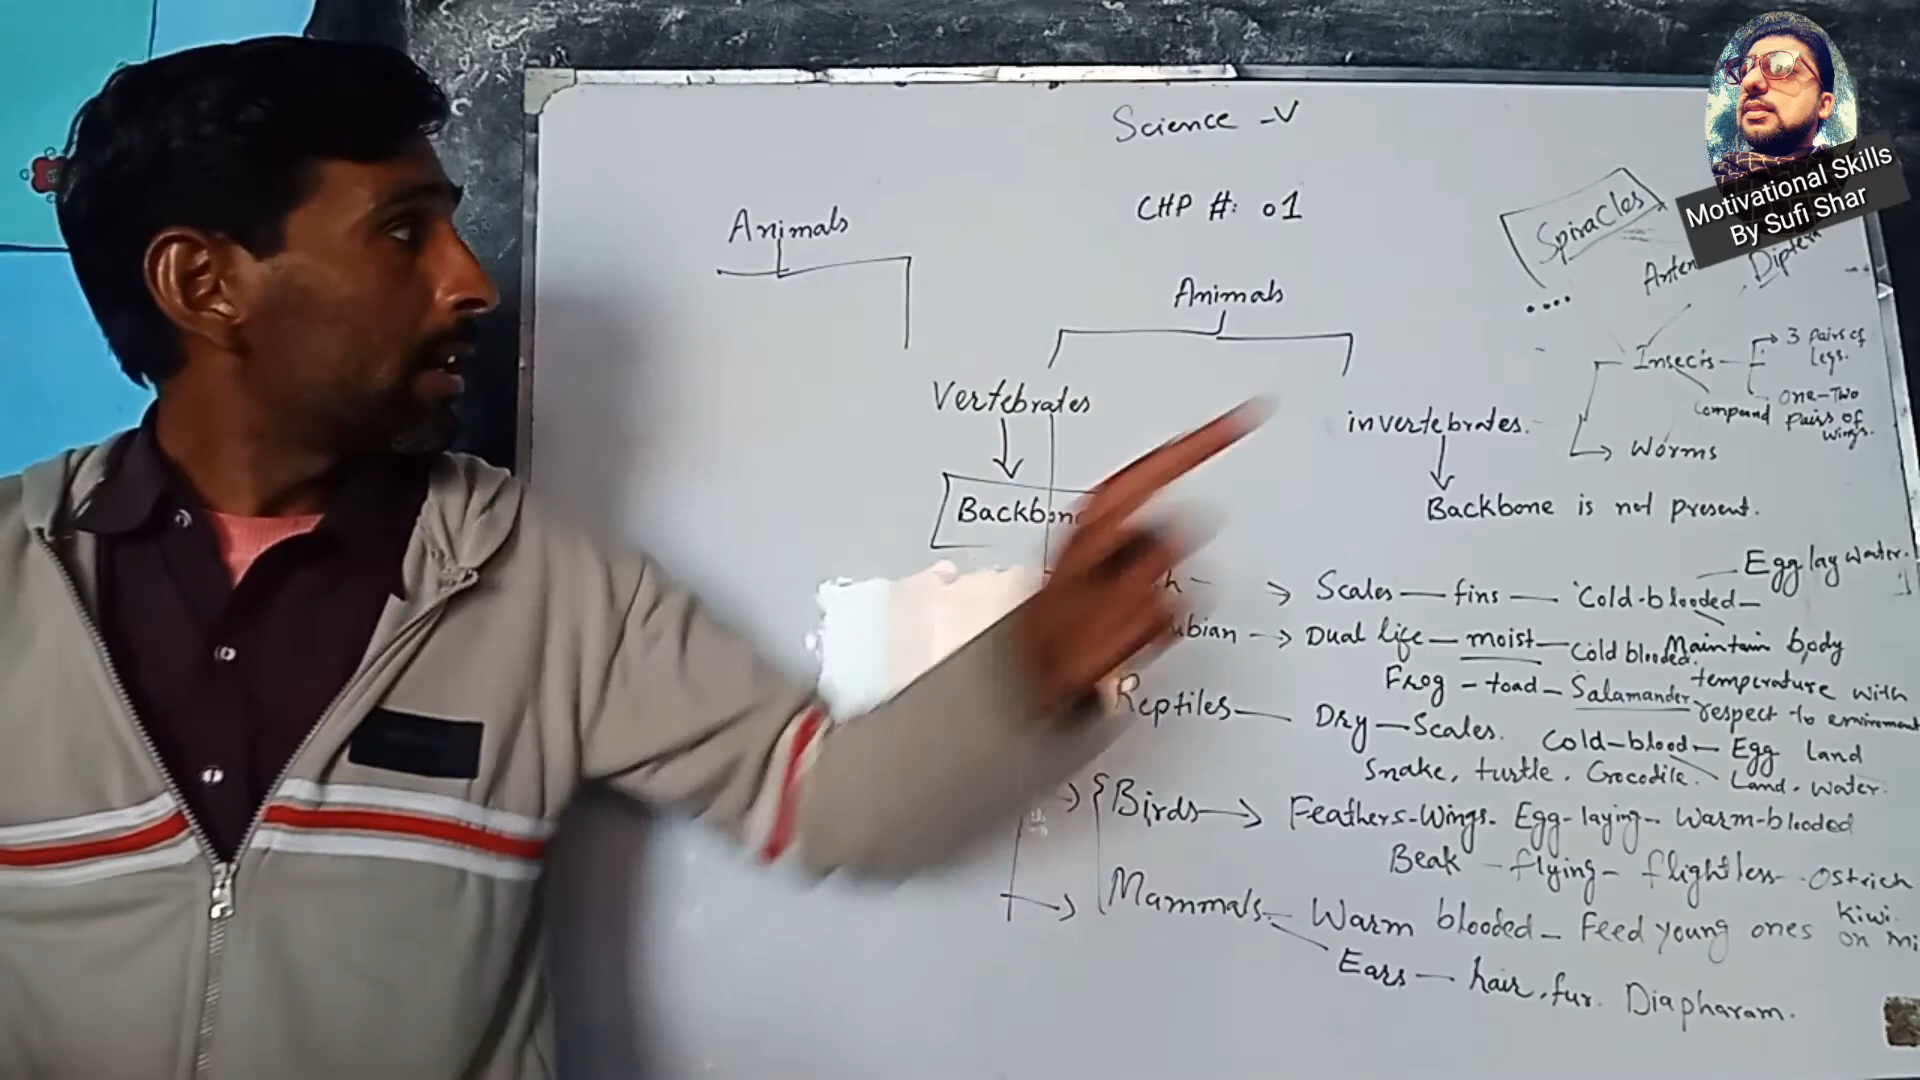 Science -V
CHP #: 01
Animals
Animals
Vertebrates
Backbone
invertebrates.
Backbone is not present.
Spiracles
Insects
3 pairs of legs.
Compound
One-Two pairs of wings.
Worms
Scales — fins — Cold-blooded —
Egg lay water.
Maintain body temperature with respect to
Dual life — moist — Cold blooded.
Frog - toad - Salamander
Reptiles — Dry — Scales. Cold-blood — Egg Land
Snake, turtle, Crocodile. Land, water.
Birds → Feathers-Wings- Egg-laying- Warm-blooded
Beak - flying - flightless - Ostrich
Kiwi.
Mammals - Warm blooded - Feed young ones on
Ears — hair, fur. Diapharam.
Motivational Skills
By Sufi Shar